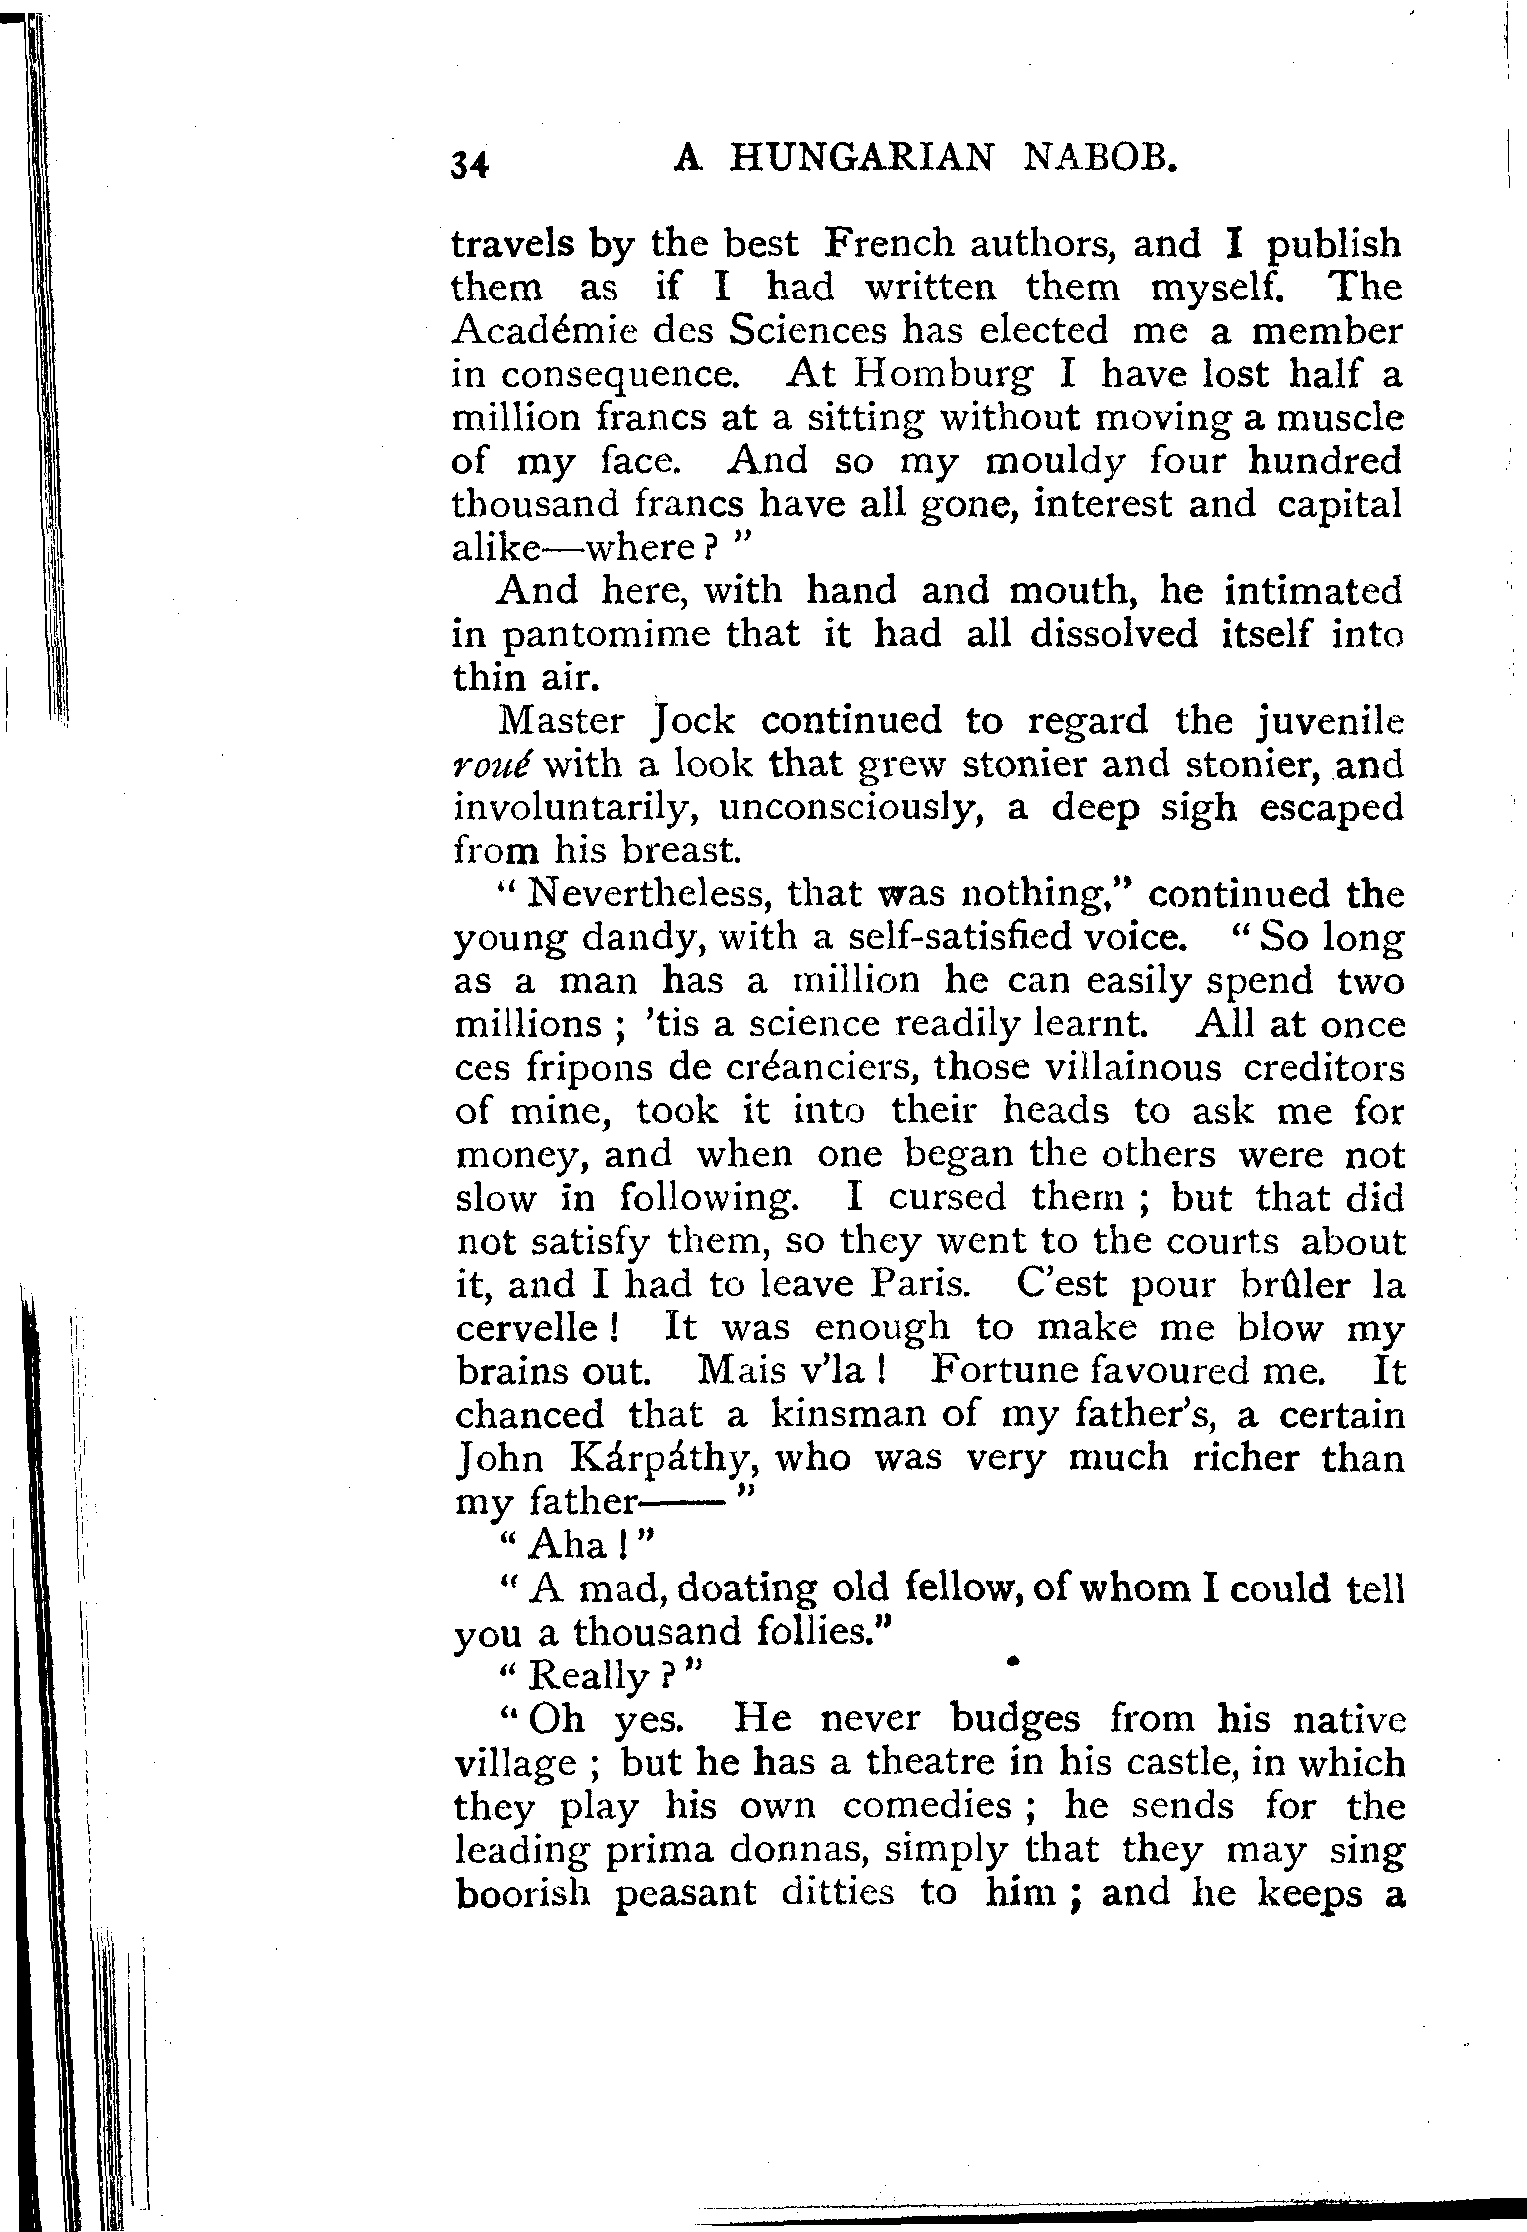 34 A HUNGARIAN NABOB.
travels by the best French authors, and I publish
them as if I had written them myself. The
Académie des Sciences has elected me a member
in consequence. At Homburg I have lost half a
million francs at a sitting without moving a muscle
of my face. And so my mouldy four hundred
thousand francs have all gone, interest and capital
alike—where? "
And here, with hand and mouth, he intimated
in pantomime that it had all dissolved itself into
thin air.
Master Jock continued to regard the juvenile
roué with a look that grew stonier and stonier, and
involuntarily, unconsciously, a deep sigh escaped
from his breast.
"Nevertheless, that was nothing," continued the
young dandy, with a self-satisfied voice. "So long
as a man has a million he can easily spend two
millions; 'tis a science readily learnt. All at once
ces fripons de créanciers, those villainous creditors
of mine, took it into their heads to ask me for
money, and when one began the others were not
slow in following. I cursed them; but that did
not satisfy them, so they went to the courts about
it, and I had to leave Paris. C'est pour brûler la
cervelle! It was enough to make me blow my
brains out. Mais v'la! Fortune favoured me. It
chanced that a kinsman of my father's, a certain
John Kárpáthy, who was very much richer than
my father——"
"Aha!"
"A mad, doating old fellow, of whom I could tell
you a thousand follies."
"Really?"
"Oh yes. He never budges from his native
village; but he has a theatre in his castle, in which
they play his own comedies; he sends for the
leading prima donnas, simply that they may sing
boorish peasant ditties to him; and he keeps a